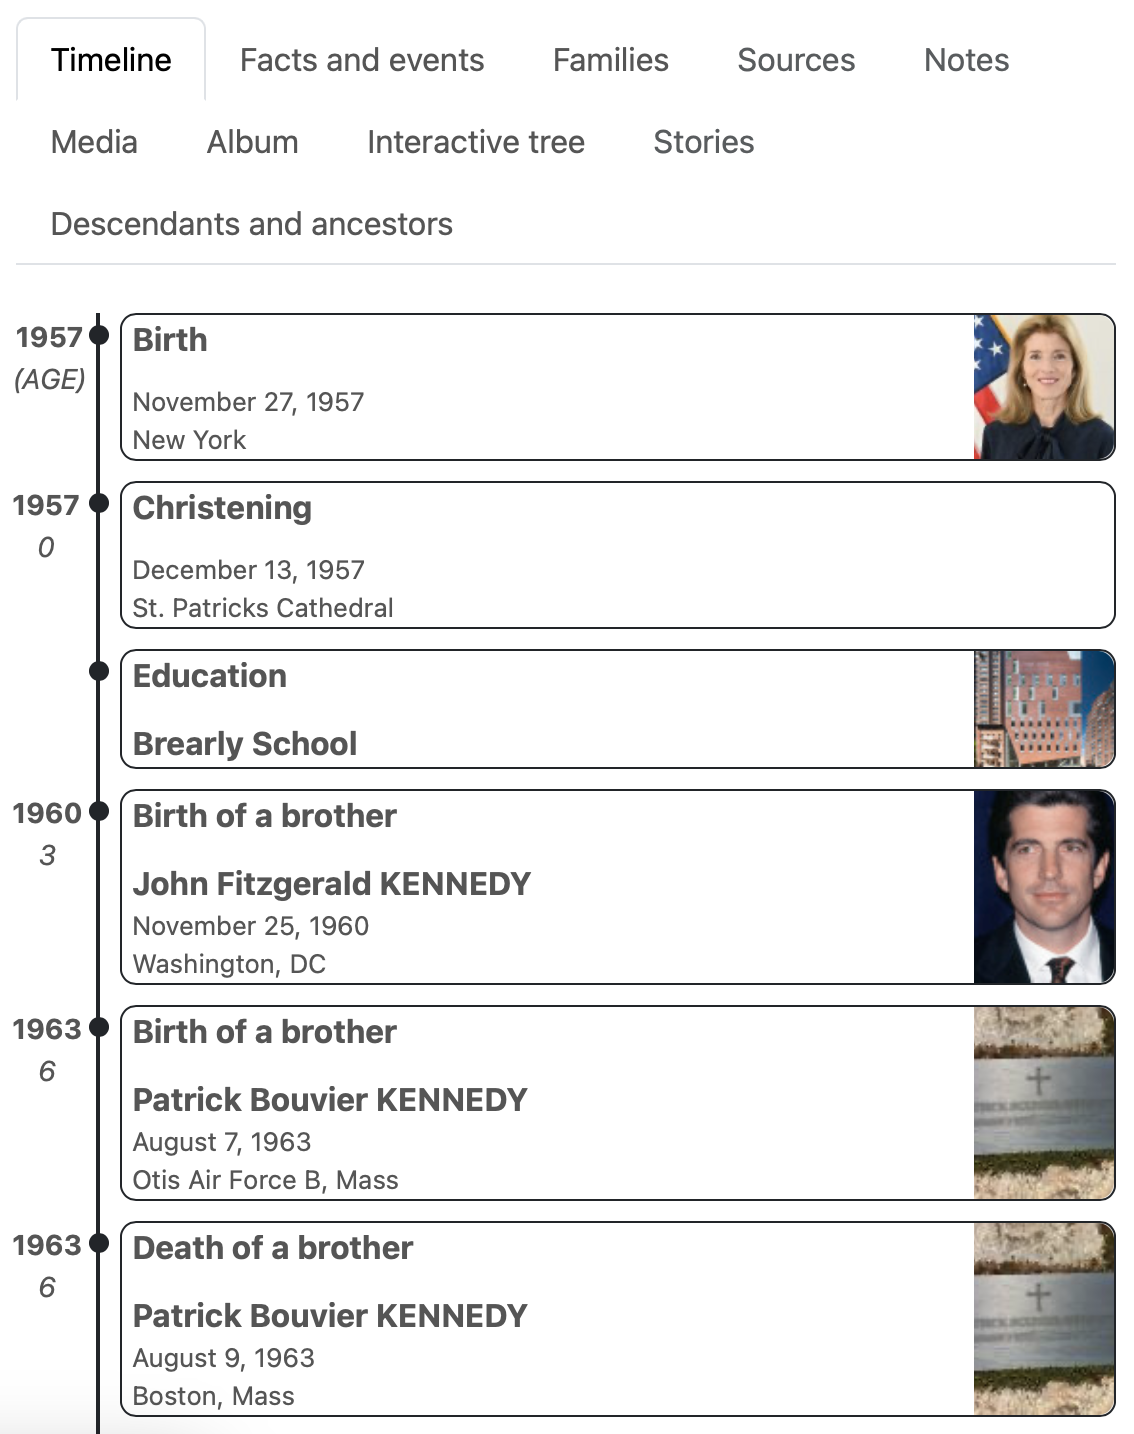 Timeline Facts and events Families Sources Notes
Media Album Interactive tree Stories
Descendants and ancestors
1957
(AGE)
Birth
November 27, 1957
New York
1957
0
Christening
December 13, 1957
St. Patricks Cathedral
Education
Brearly School
1960
3
Birth of a brother
John Fitzgerald KENNEDY
November 25, 1960
Washington, DC
1963
6
Birth of a brother
Patrick Bouvier KENNEDY
August 7, 1963
Otis Air Force B, Mass
1963
6
Death of a brother
Patrick Bouvier KENNEDY
August 9, 1963
Boston, Mass